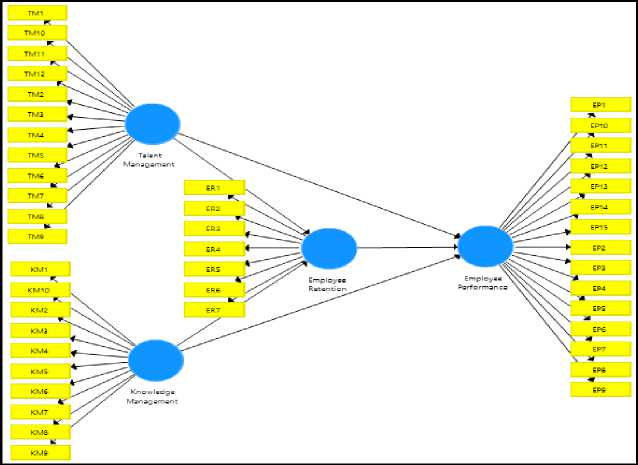 TM1
TM10
TM11
TM12
TM2
TM3
TM4
TM5
TM6
TM7
TM8
TM9
Talent
Management
KM1
KM10
KM2
KM3
KM4
KM5
KM6
KM7
KM8
KM9
Knowledge
Management
ER1
ER2
ER3
ER4
ER5
ER6
ER7
Employee
Retention
Employee
Performance
EP1
EP10
EP11
EP12
EP13
EP14
EP15
EP2
EP3
EP4
EP5
EP6
EP7
EP8
EP9